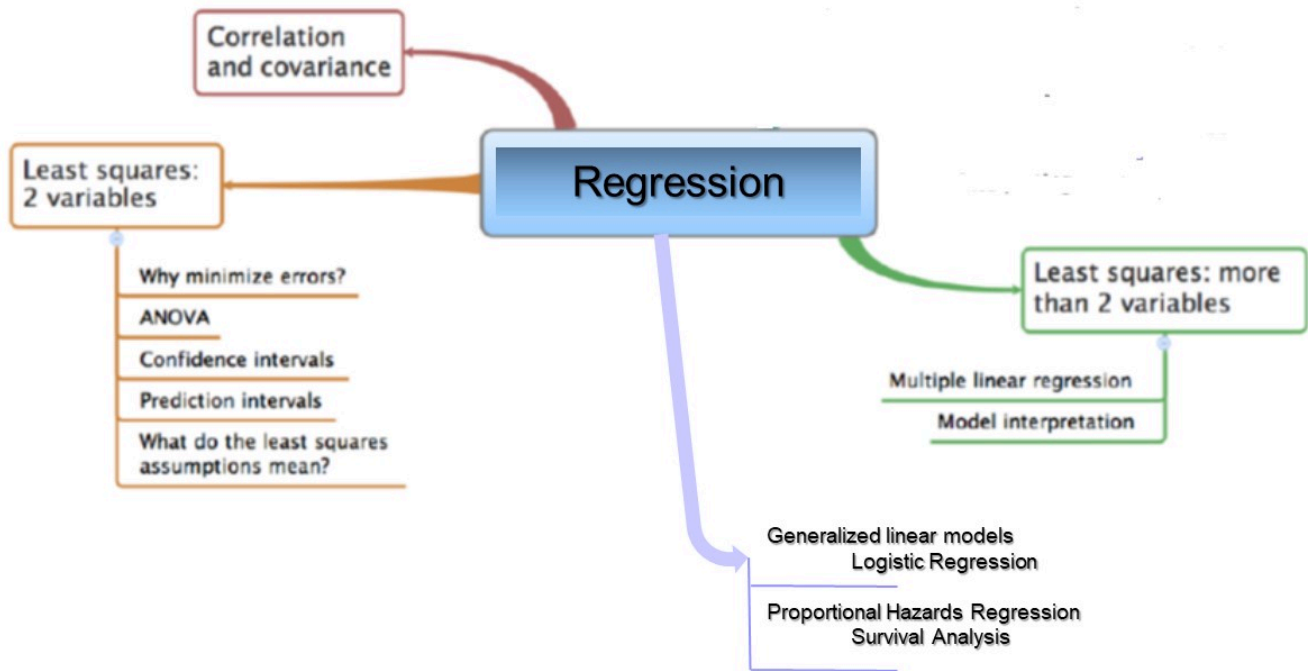 Correlation
and covariance
Regression
Least squares:
2 variables
Why minimize errors?
ANOVA
Confidence intervals
Prediction intervals
What do the least squares
assumptions mean?
Least squares: more
than 2 variables
Multiple linear regression
Model interpretation
Generalized linear models
Logistic Regression
Proportional Hazards Regression
Survival Analysis